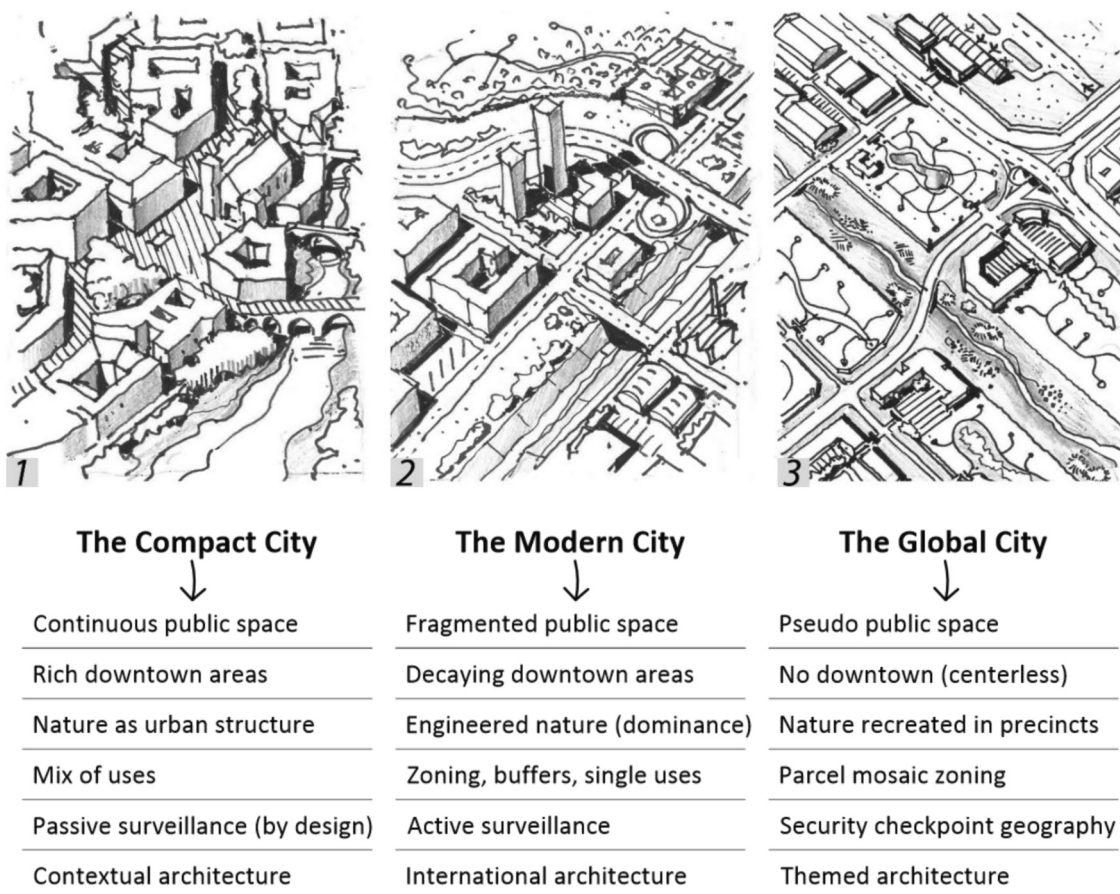 1
2
3
The Compact City
Continuous public space
Rich downtown areas
Nature as urban structure
Mix of uses
Passive surveillance (by design)
Contextual architecture
The Modern City
Fragmented public space
Decaying downtown areas
Engineered nature (dominance)
Zoning, buffers, single uses
Active surveillance
International architecture
The Global City
Pseudo public space
No downtown (centerless)
Nature recreated in precincts
Parcel mosaic zoning
Security checkpoint geography
Themed architecture